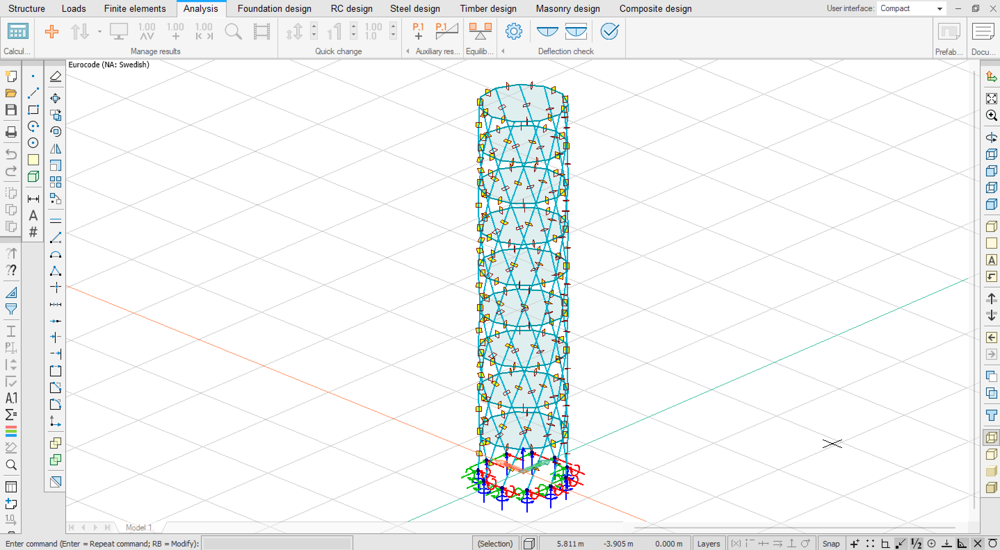 Structure Loads Finite elements Analysis Foundation design RC design Steel design Timber design Masonry design Composite design User interface: Compact
1.00 1.00 1.00 1 1.00 1.0 P.1 P.1
Calcul... Manage results Quick change Auxiliary res... Equilib... Deflection check Prefab... Docu...
Eurocode (NA: Swedish)
A
#
?
??
A
PI
A.1
Σ=
1.0
Model 1.
Enter command (Enter = Repeat command; RB = Modify): (Selection) 5.811 m -3.905 m 0.000 m Layers (X) Snap 1/2